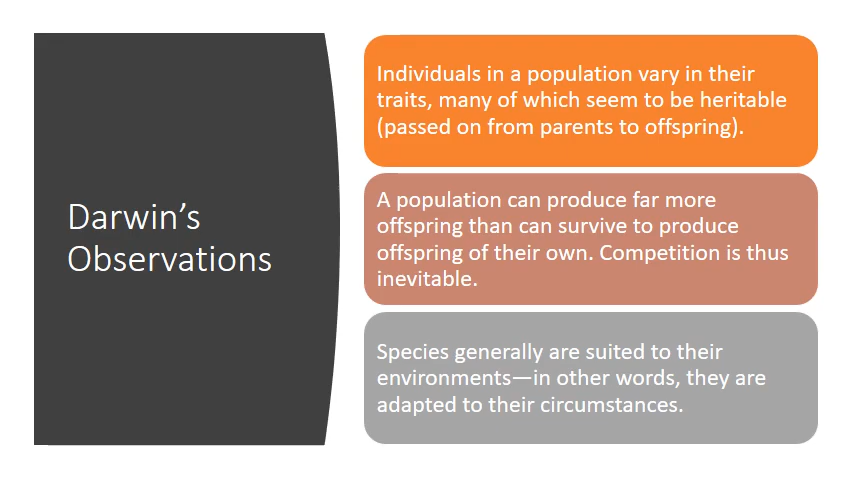 Darwin’s
Observations
Individuals in a population vary in their
traits, many of which seem to be heritable
(passed on from parents to offspring).
A population can produce far more
offspring than can survive to produce
offspring of their own. Competition is thus
inevitable.
Species generally are suited to their
environments—in other words, they are
adapted to their circumstances.